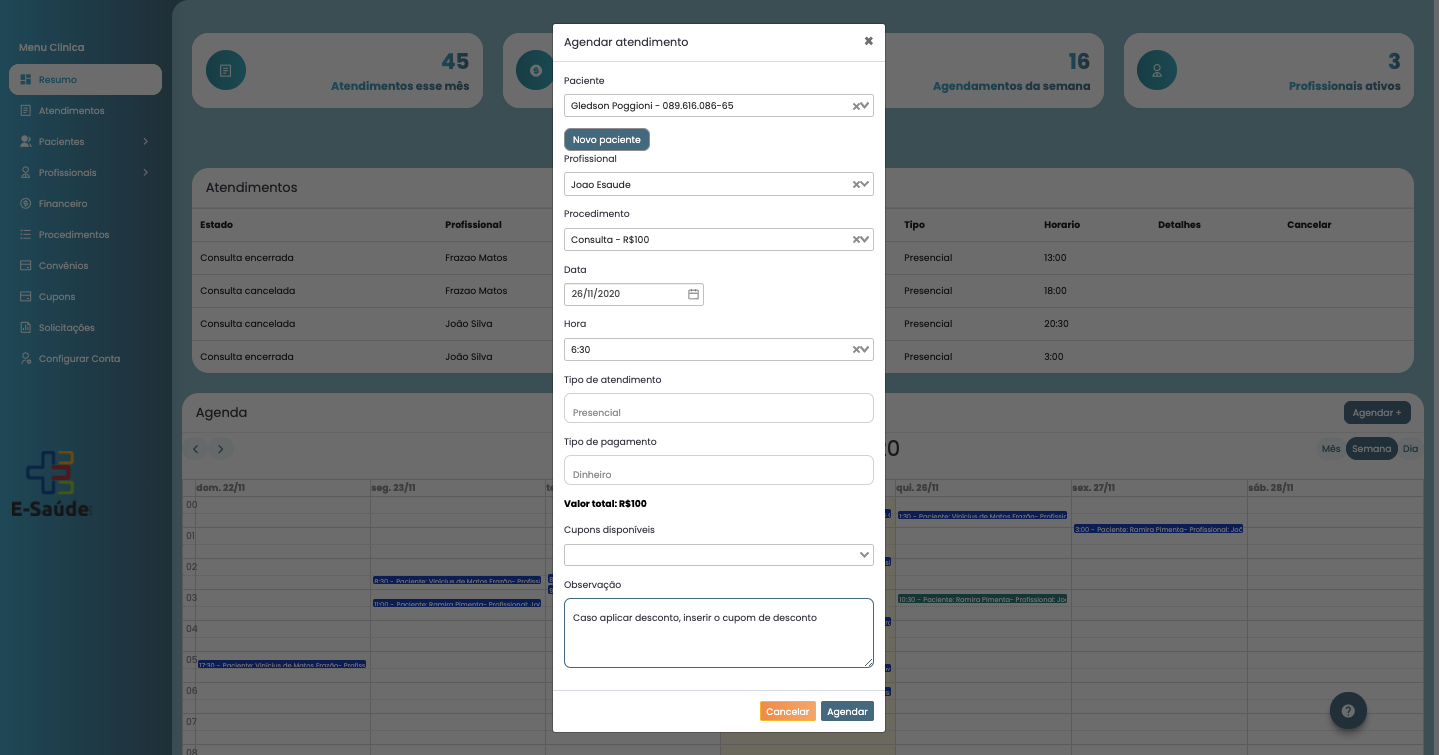 Menu Clínica
Resumo
Atendimentos
Pacientes
Profissionais
Financeiro
Procedimentos
Convênios
Cupons
Solicitações
Configurar Conta
E-Saúde
45
Atendimentos esse mês
16
Agendamentos da semana
3
Profissionais ativos
Atendimentos
Estado Profissional Tipo Horario Detalhes Cancelar
Consulta encerrada Frazao Matos Presencial 13:00
Consulta cancelada Frazao Matos Presencial 18:00
Consulta cancelada João Silva Presencial 20:30
Consulta encerrada João Silva Presencial 3:00
Agenda
Agendar +
20
Mês Semana Dia
dom. 22/11 seg. 23/11 te qui. 26/11 sex. 27/11 sáb. 28/11
00
1:30 - Paciente: Vinícius de Matos Frazão- Profissic
01
3:00 - Paciente: Ramira Pimenta- Profissional: Joã
02
8:30 - Paciente: Vinícius de Matos Frazão- Profissi
03
11:00 - Paciente: Ramira Pimenta- Profissional: Joã
10:30 - Paciente: Ramira Pimenta- Profissional: Jo
04
05
17:30 - Paciente: Vinícius de Matos Frazão- Profiss
06
07
08
Agendar atendimento
Paciente
Gledson Poggioni - 089.616.086-65
Novo paciente
Profissional
Joao Esaude
Procedimento
Consulta - R$100
Data
26/11/2020
Hora
6:30
Tipo de atendimento
Presencial
Tipo de pagamento
Dinheiro
Valor total: R$100
Cupons disponíveis
Observação
Caso aplicar desconto, inserir o cupom de desconto
Cancelar Agendar